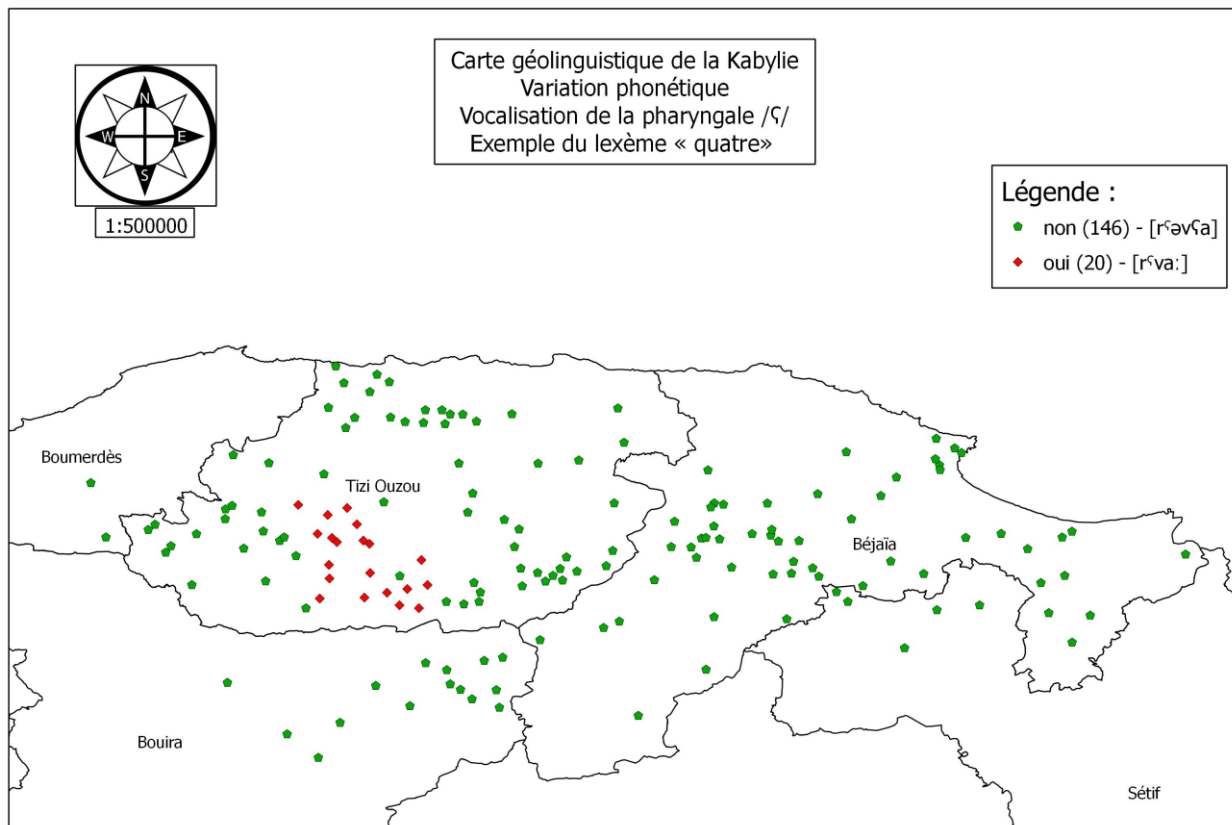 Carte géolinguistique de la Kabylie
Variation phonétique
Vocalisation de la pharyngale /ʕ/
Exemple du lexème « quatre»
N
W E
S
1:500000
Légende :
non (146) - [rˤəvʕa]
oui (20) - [rˤva:]
Boumerdès
Tizi Ouzou
Béjaïa
Bouira
Sétif